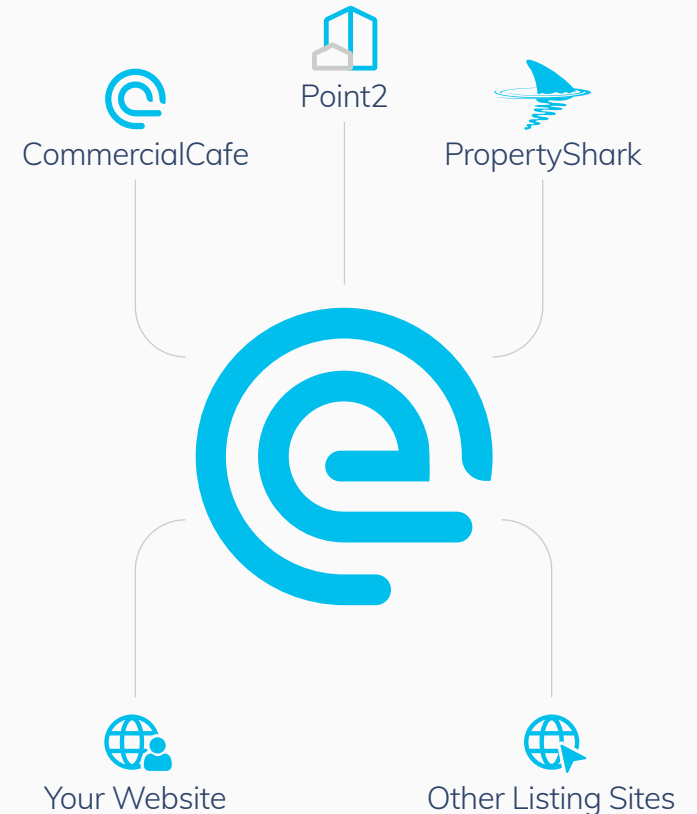 Point2
CommercialCafe
PropertyShark
Your Website
Other Listing Sites